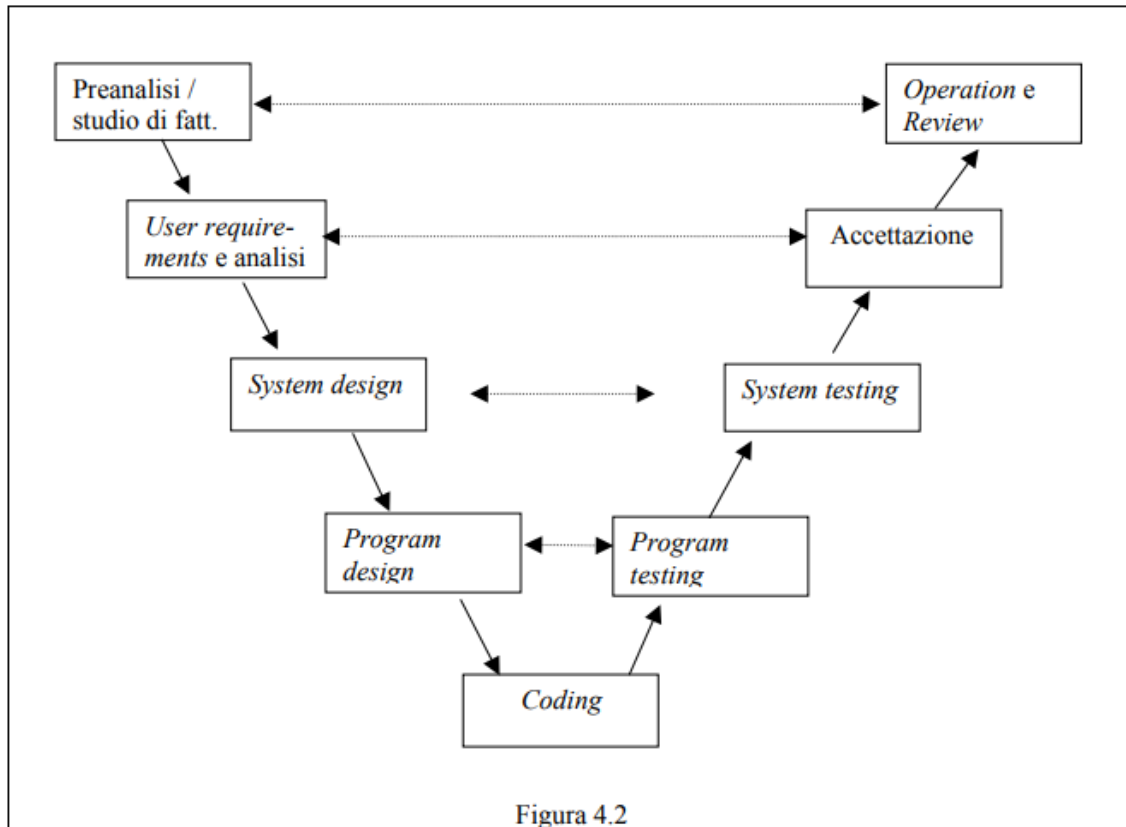 Preanalisi /
studio di fatt.
Operation e
Review
User require-
ments e analisi
Accettazione
System design
System testing
Program
design
Program
testing
Coding
Figura 4.2